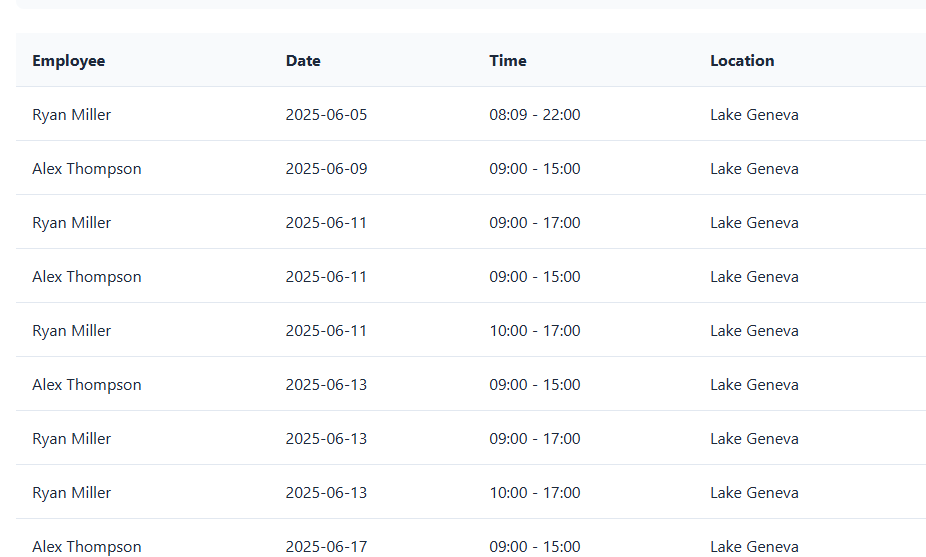 Employee Date Time Location
Ryan Miller 2025-06-05 08:09 - 22:00 Lake Geneva
Alex Thompson 2025-06-09 09:00 - 15:00 Lake Geneva
Ryan Miller 2025-06-11 09:00 - 17:00 Lake Geneva
Alex Thompson 2025-06-11 09:00 - 15:00 Lake Geneva
Ryan Miller 2025-06-11 10:00 - 17:00 Lake Geneva
Alex Thompson 2025-06-13 09:00 - 15:00 Lake Geneva
Ryan Miller 2025-06-13 09:00 - 17:00 Lake Geneva
Ryan Miller 2025-06-13 10:00 - 17:00 Lake Geneva
Alex Thompson 2025-06-17 09:00 - 15:00 Lake Geneva